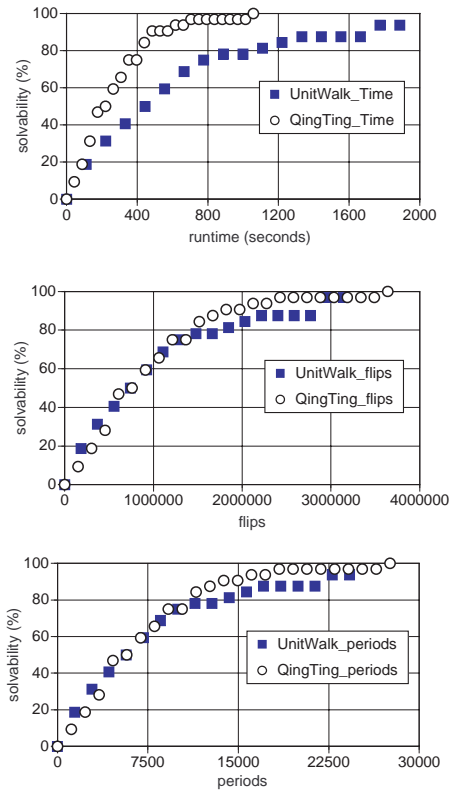 100
80
60
40
20
0
solvability (%)
UnitWalk_Time
QingTing_Time
0 400 800 1200 1600 2000
runtime (seconds)
100
80
60
40
20
0
solvability (%)
UnitWalk_flips
QingTing_flips
0 1000000 2000000 3000000 4000000
flips
100
80
60
40
20
0
solvability (%)
UnitWalk_periods
QingTing_periods
0 7500 15000 22500 30000
periods